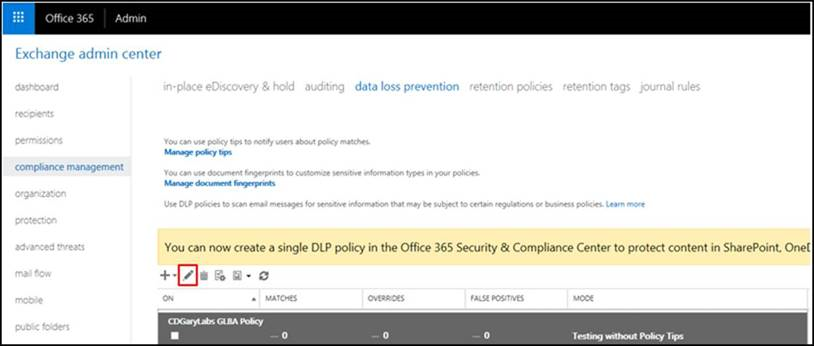 Office 365 Admin
Exchange admin center
dashboard
recipients
permissions
compliance management
organization
protection
advanced threats
mail flow
mobile
public folders
in-place eDiscovery & hold auditing data loss prevention retention policies retention tags journal rules
You can use policy tips to notify users about policy matches.
Manage policy tips
You can use document fingerprints to customize sensitive information types in your policies.
Manage document fingerprints
Use DLP policies to scan email messages for sensitive information that may be subject to certain regulations or business policies. Learn more
You can now create a single DLP policy in the Office 365 Security & Compliance Center to protect content in SharePoint, OneD
ON MATCHES OVERRIDES FALSE POSITIVES MODE
CDGaryLabs GLBA Policy
— 0 — 0 — 0 Testing without Policy Tips